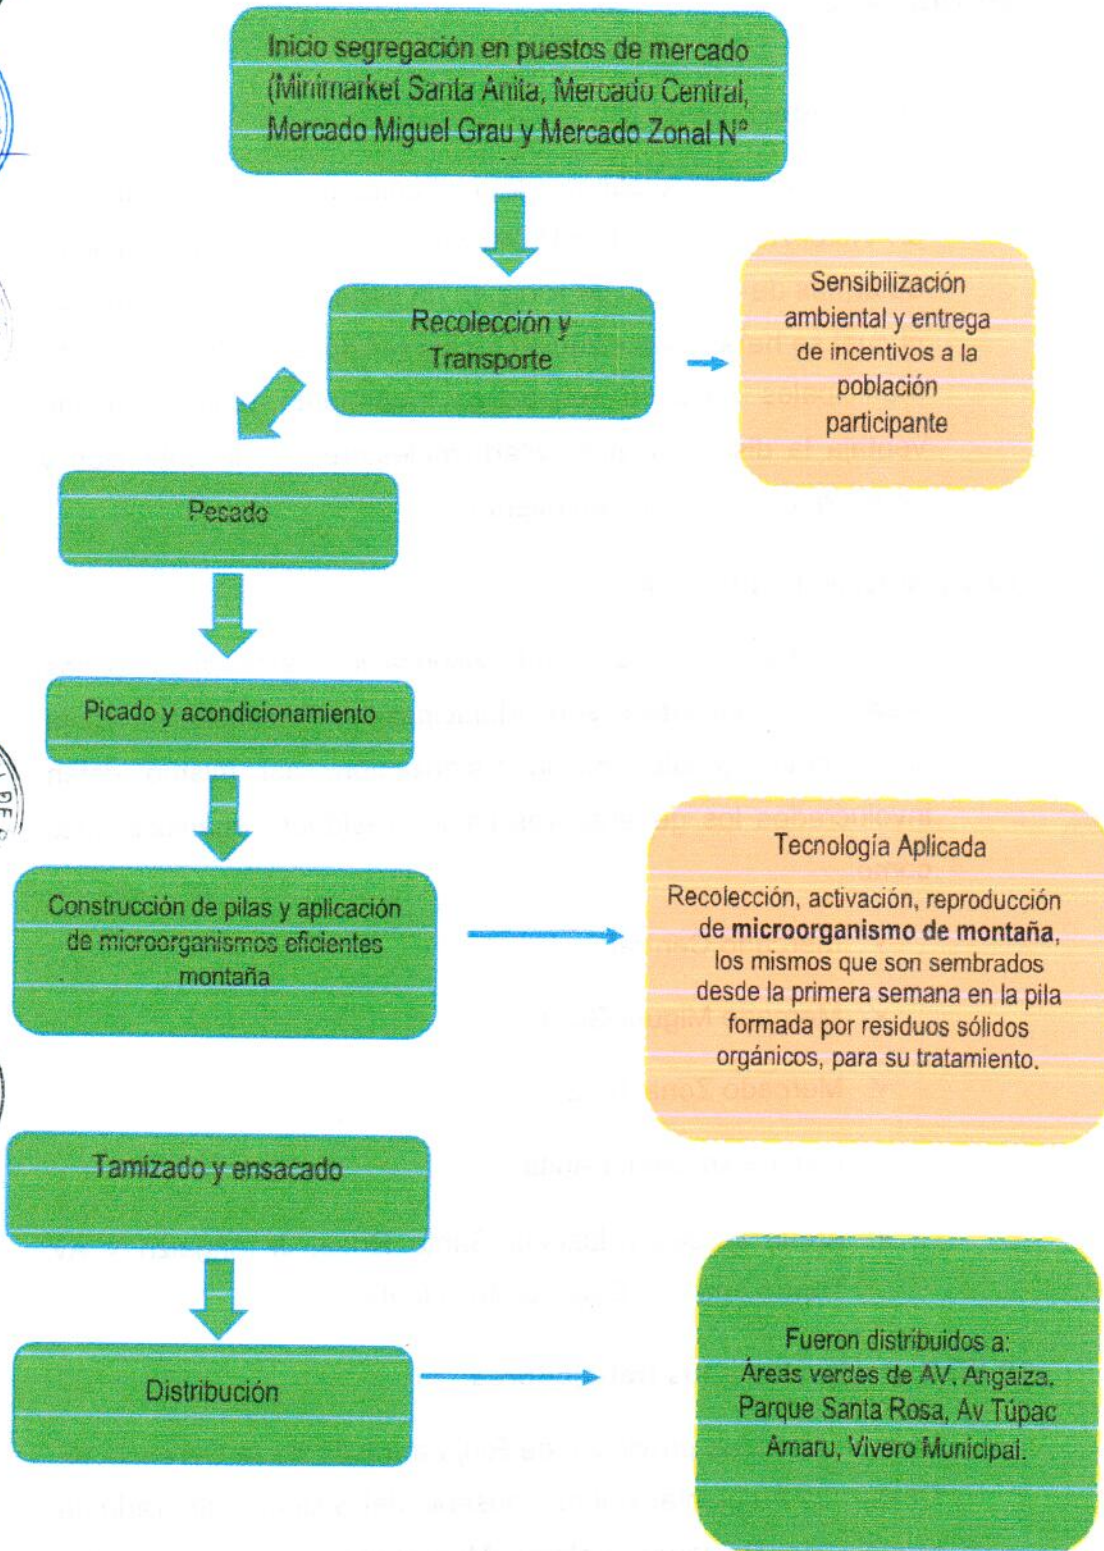 Inicio segregación en puestos de mercado
(Minimarket Santa Anita, Mercado Central,
Mercado Miguel Grau y Mercado Zonal N°
Recolección y
Transporte
Sensibilización
ambiental y entrega
de incentivos a la
población
participante
Pesado
Picado y acondicionamiento
Construcción de pilas y aplicación
de microorganismos eficientes
montaña
Tecnología Aplicada
Recolección, activación, reproducción
de microorganismo de montaña,
los mismos que son sembrados
desde la primera semana en la pila
formada por residuos sólidos
orgánicos, para su tratamiento.
Tamizado y ensacado
Distribución
Fueron distribuidos a:
Áreas verdes de AV, Angaiza,
Parque Santa Rosa, Av Túpac
Amaru, Vivero Municipal.